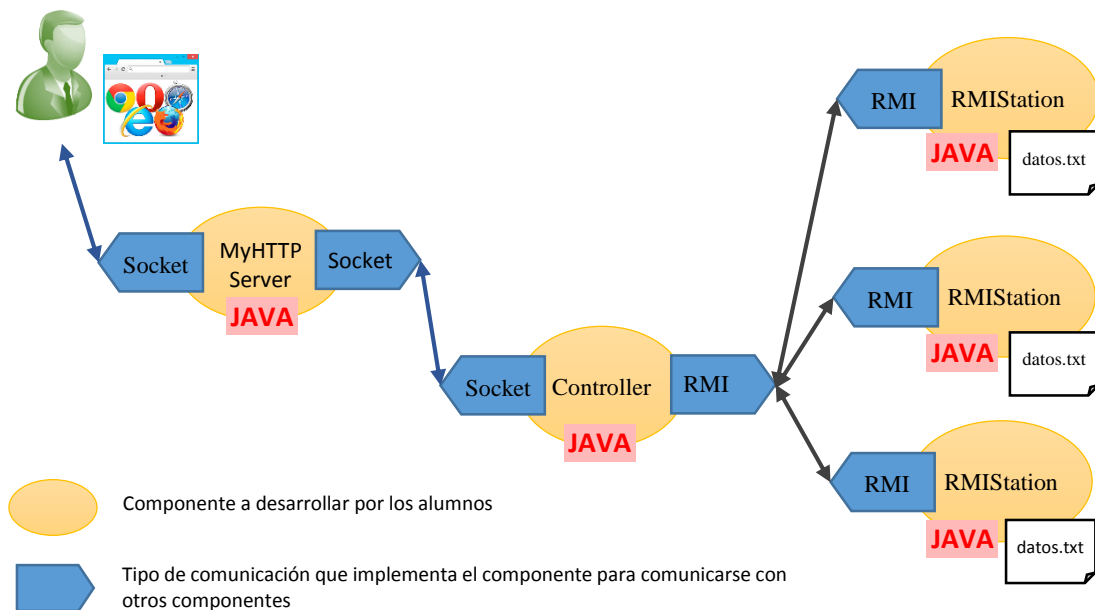 RMI
RMIStation
JAVA
datos.txt
Socket
MyHTTP
Server
Socket
JAVA
RMI
RMIStation
JAVA
datos.txt
Socket
Controller
RMI
JAVA
RMI
RMIStation
JAVA
datos.txt
Componente a desarrollar por los alumnos
Tipo de comunicación que implementa el componente para comunicarse con
otros componentes